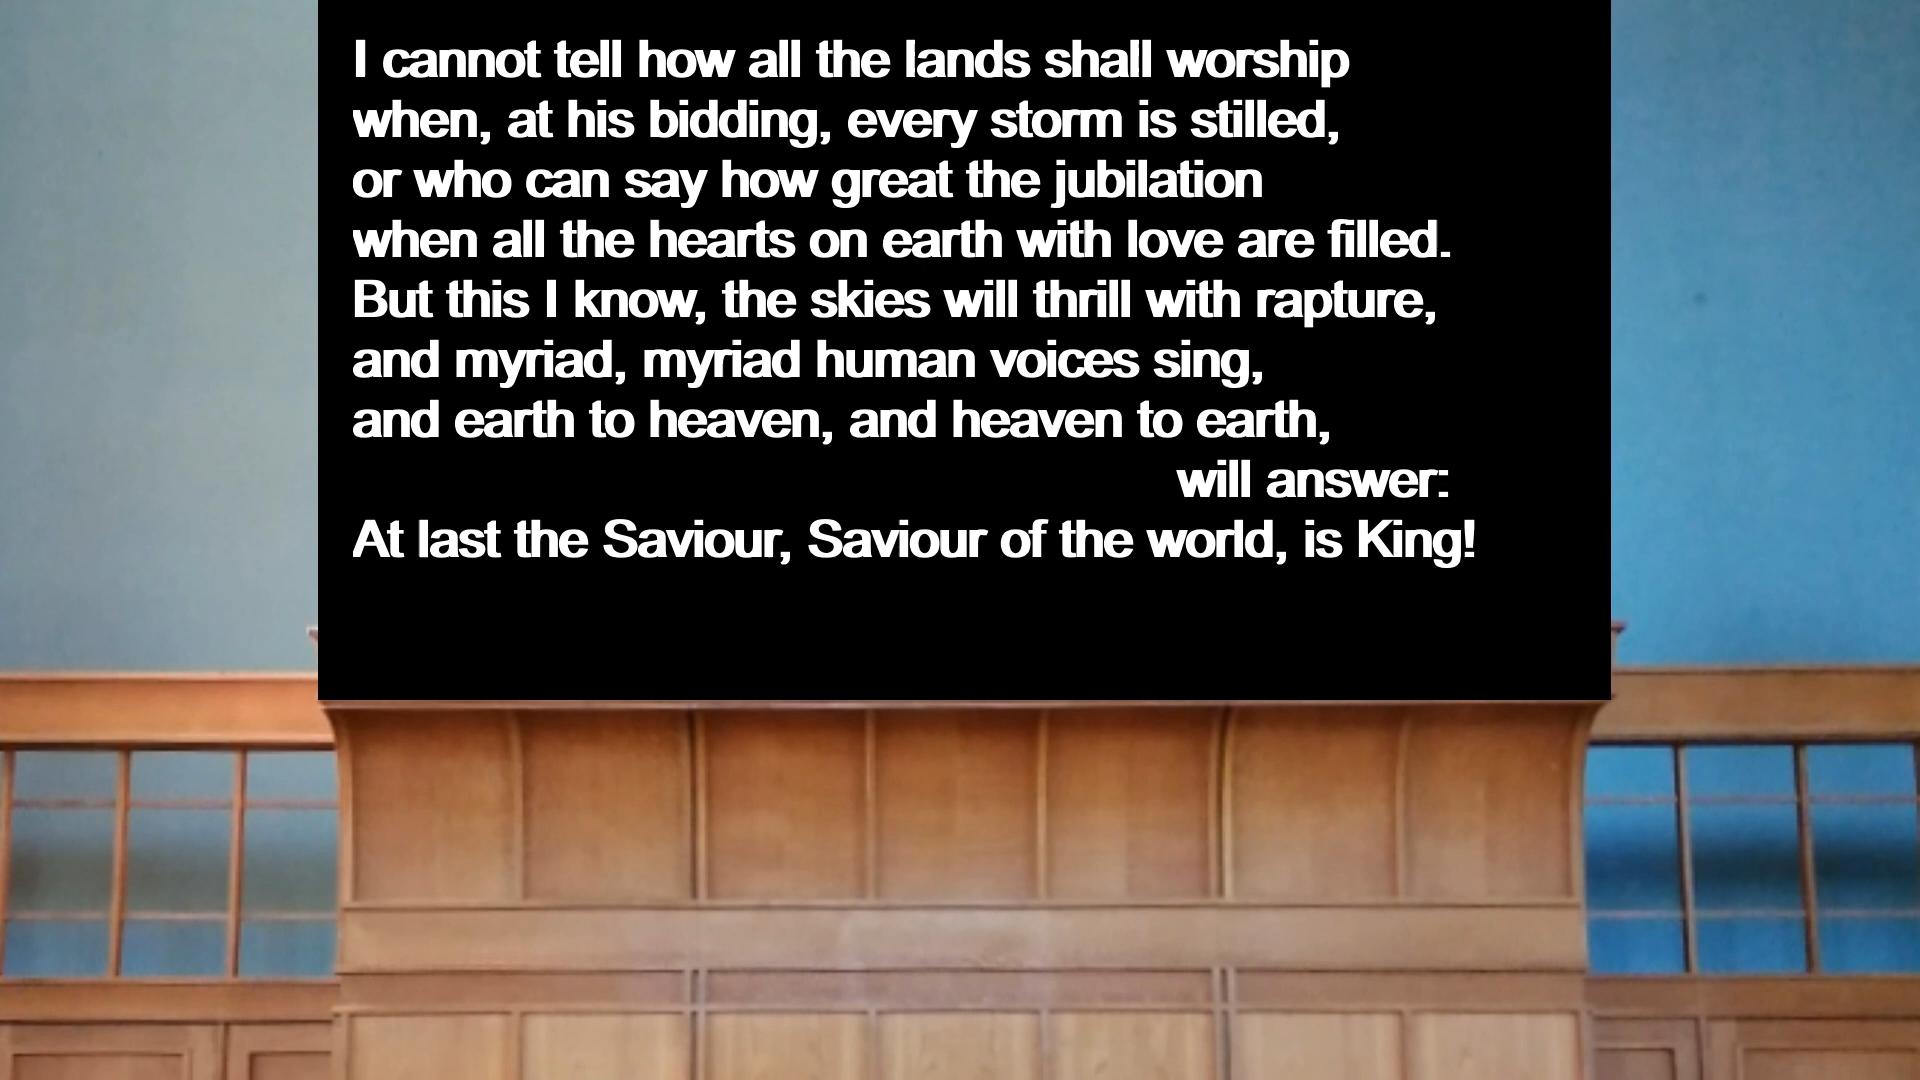 I cannot tell how all the lands shall worship
when, at his bidding, every storm is stilled,
or who can say how great the jubilation
when all the hearts on earth with love are filled.
But this I know, the skies will thrill with rapture,
and myriad, myriad human voices sing,
and earth to heaven, and heaven to earth,
will answer:
At last the Saviour, Saviour of the world, is King!